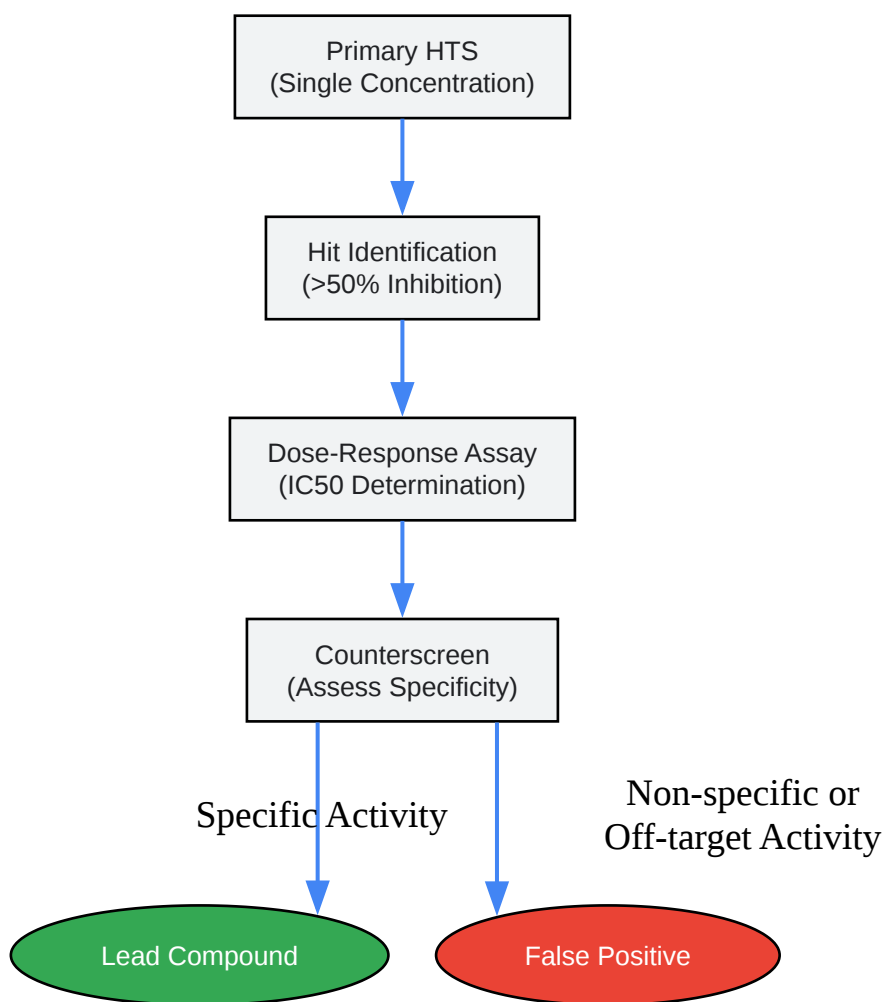 Primary HTS
(Single Concentration)
Hit Identification
(>50% Inhibition)
Dose-Response Assay
(IC50 Determination)
Counterscreen
(Assess Specificity)
Specific Activity
Non-specific or
Off-target Activity
Lead Compound
False Positive